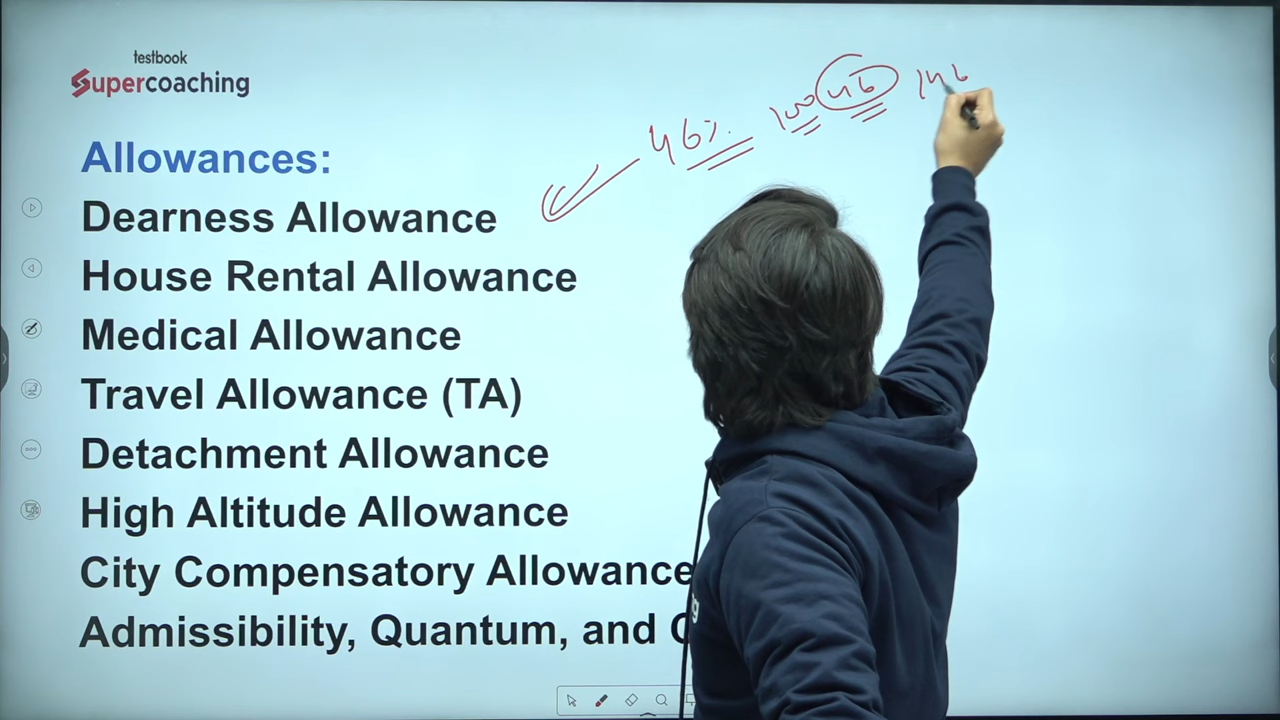 testbook
Supercoaching
46%. 100 46 146
Allowances:
Dearness Allowance
House Rental Allowance
Medical Allowance
Travel Allowance (TA)
Detachment Allowance
High Altitude Allowance
City Compensatory Allowance
Admissibility, Quantum, and